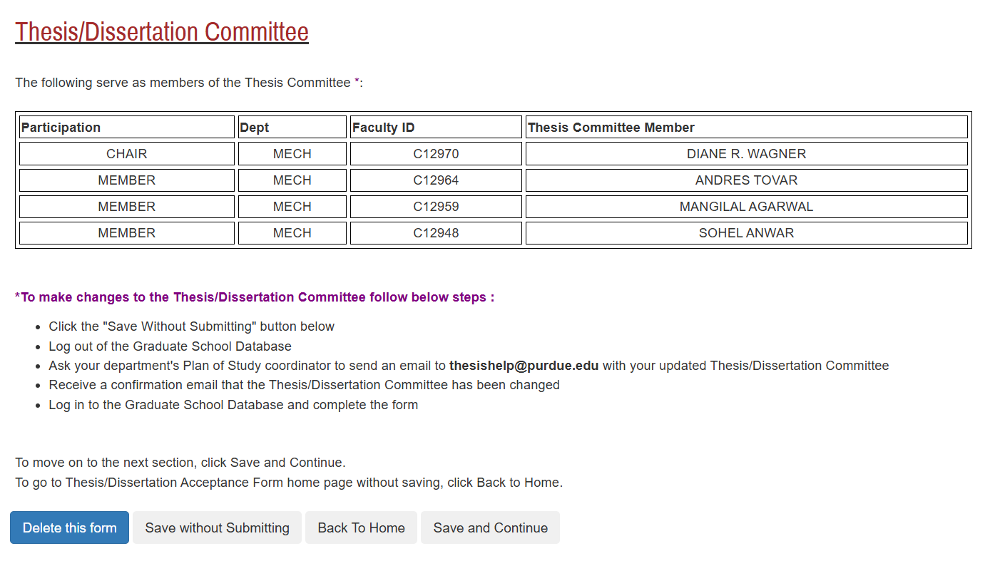 Thesis/Dissertation Committee
The following serve as members of the Thesis Committee *:
Participation Dept Faculty ID Thesis Committee Member
CHAIR MECH C12970 DIANE R. WAGNER
MEMBER MECH C12964 ANDRES TOVAR
MEMBER MECH C12959 MANGILAL AGARWAL
MEMBER MECH C12948 SOHEL ANWAR
*To make changes to the Thesis/Dissertation Committee follow below steps :
• Click the "Save Without Submitting" button below
• Log out of the Graduate School Database
• Ask your department's Plan of Study coordinator to send an email to thesishelp@purdue.edu with your updated Thesis/Dissertation Committee
• Receive a confirmation email that the Thesis/Dissertation Committee has been changed
• Log in to the Graduate School Database and complete the form
To move on to the next section, click Save and Continue.
To go to Thesis/Dissertation Acceptance Form home page without saving, click Back to Home.
Delete this form Save without Submitting Back To Home Save and Continue